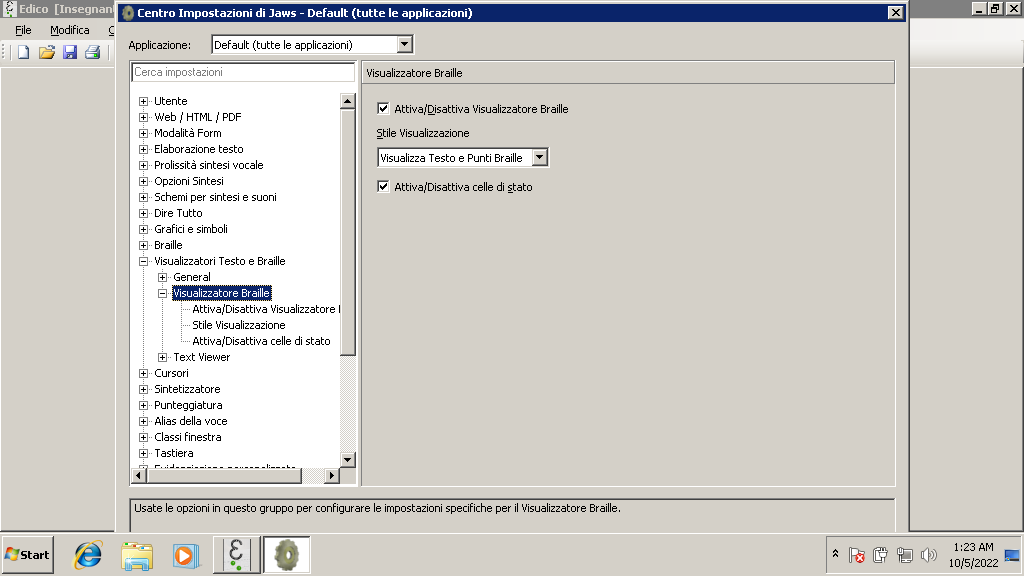 Edico [Insegnant
Centro Impostazioni di Jaws - Default (tutte le applicazioni)
File Modifica
Applicazione: Default (tutte le applicazioni)
Cerca impostazioni
Utente
Web / HTML / PDF
Modalità Form
Elaborazione testo
Prolissità sintesi vocale
Opzioni Sintesi
Schemi per sintesi e suoni
Dire Tutto
Grafici e simboli
Braille
Visualizzatori Testo e Braille
General
Visualizzatore Braille
Attiva/Disattiva Visualizzatore
Stile Visualizzazione
Attiva/Disattiva celle di stato
Text Viewer
Cursori
Sintetizzatore
Punteggiatura
Alias della voce
Classi finestra
Tastiera
Visualizzatore Braille
Attiva/Disattiva Visualizzatore Braille
Stile Visualizzazione
Visualizza Testo e Punti Braille
Attiva/Disattiva celle di stato
Usate le opzioni in questo gruppo per configurare le impostazioni specifiche per il Visualizzatore Braille.
Start
1:23 AM
10/5/2022